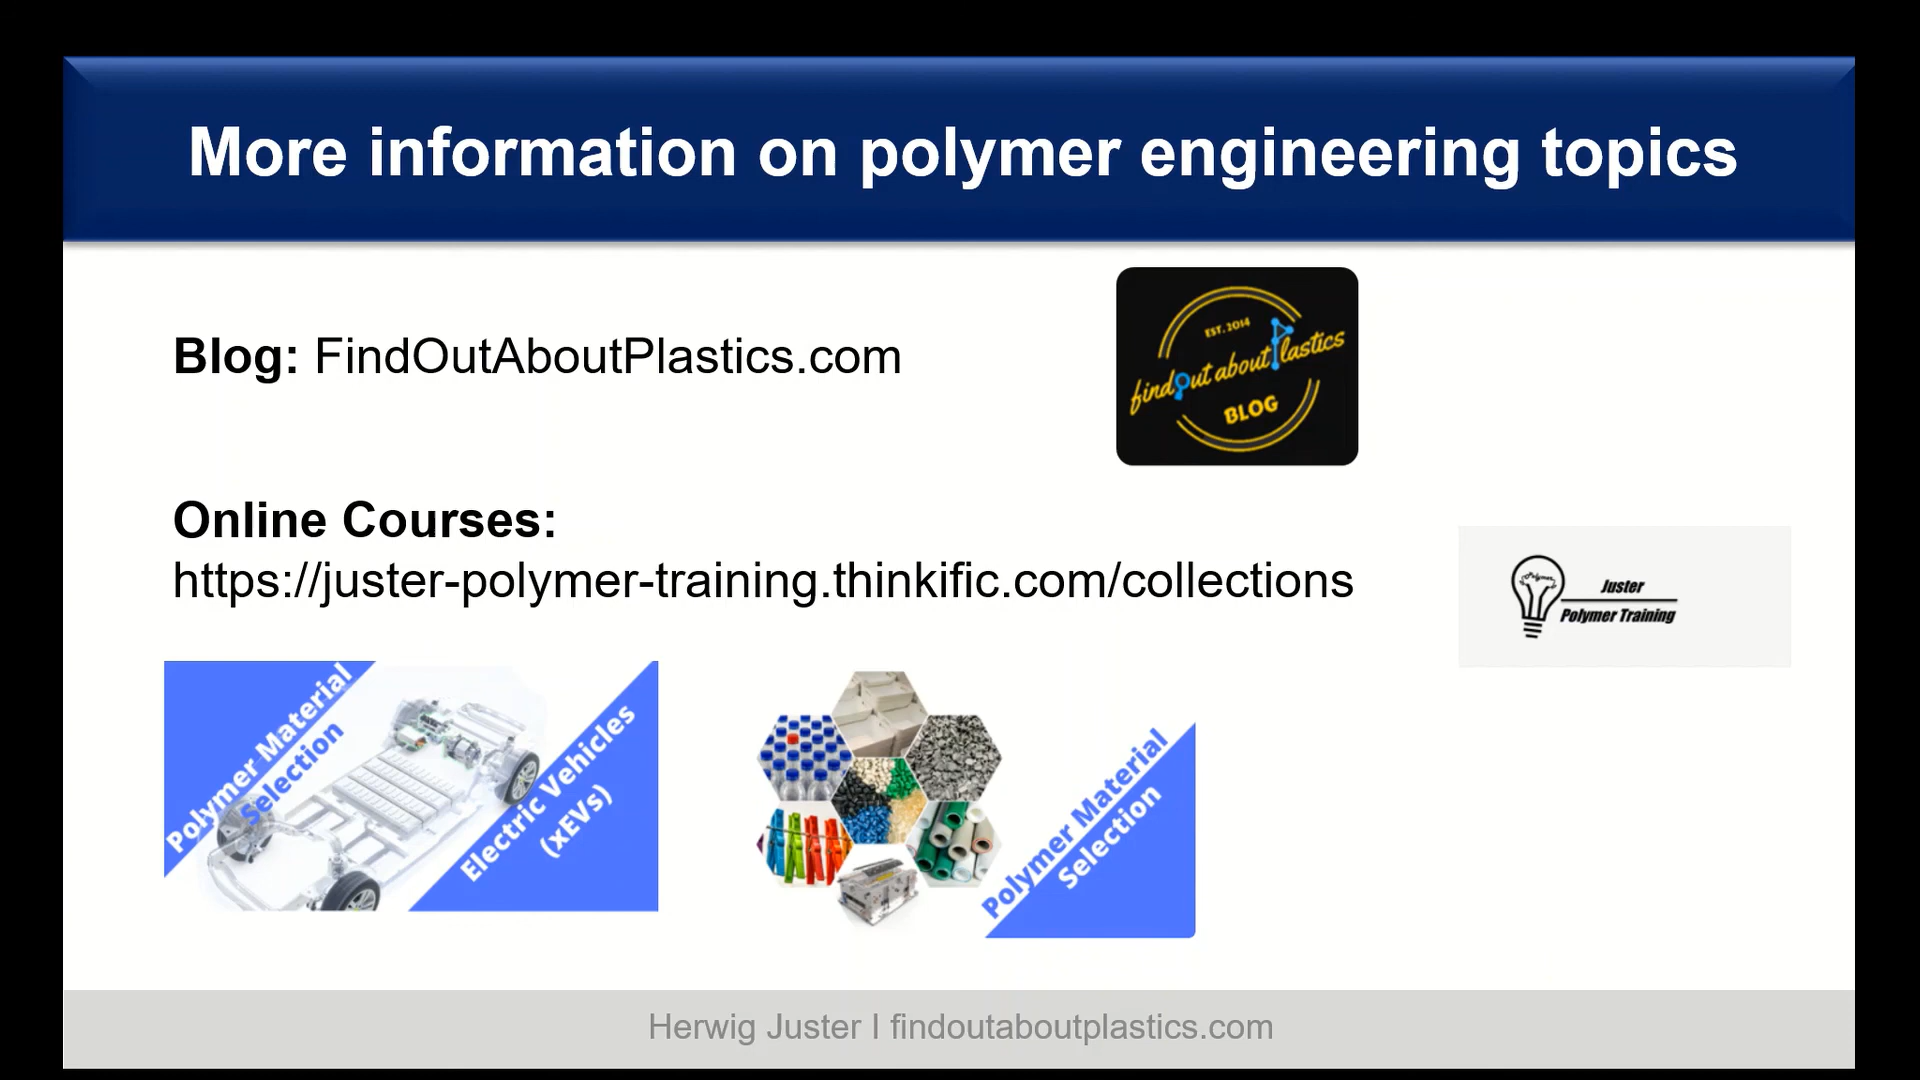 More information on polymer engineering topics
Blog: FindOutAboutPlastics.com
EST. 2014
find out about plastics
BLOG
Online Courses:
https://juster-polymer-training.thinkific.com/collections
Polymer
Juster
Polymer Training
Polymer Material
Selection
Electric Vehicles
(xEVs)
Polymer Material
Selection
Herwig Juster I findoutaboutplastics.com